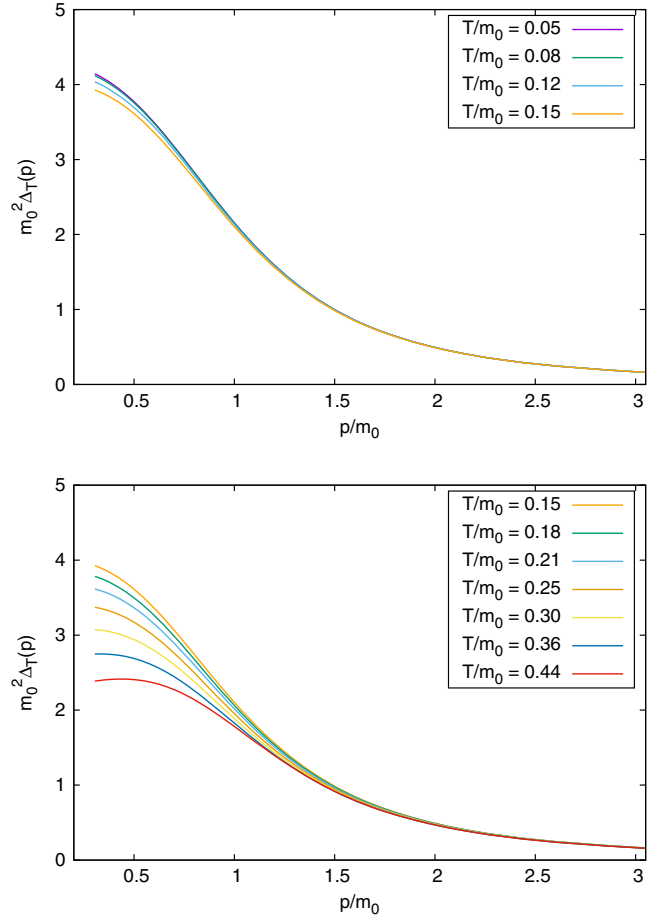 5
4
3
2
1
0
m₀²Δ_T(p)
T/m₀ = 0.05
T/m₀ = 0.08
T/m₀ = 0.12
T/m₀ = 0.15
0.5 1 1.5 2 2.5 3
p/m₀
5
4
3
2
1
0
m₀²Δ_T(p)
T/m₀ = 0.15
T/m₀ = 0.18
T/m₀ = 0.21
T/m₀ = 0.25
T/m₀ = 0.30
T/m₀ = 0.36
T/m₀ = 0.44
0.5 1 1.5 2 2.5 3
p/m₀